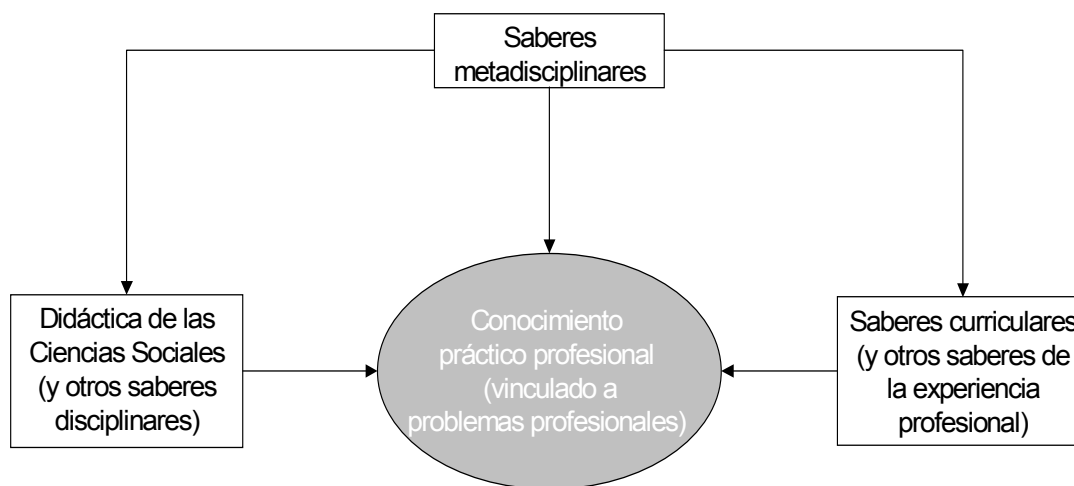 Saberes
metadisciplinares
Didáctica de las
Ciencias Sociales
(y otros saberes
disciplinares)
Conocimiento
práctico profesional
(vinculado a
problemas profesionales)
Saberes curriculares
(y otros saberes de
la experiencia
profesional)